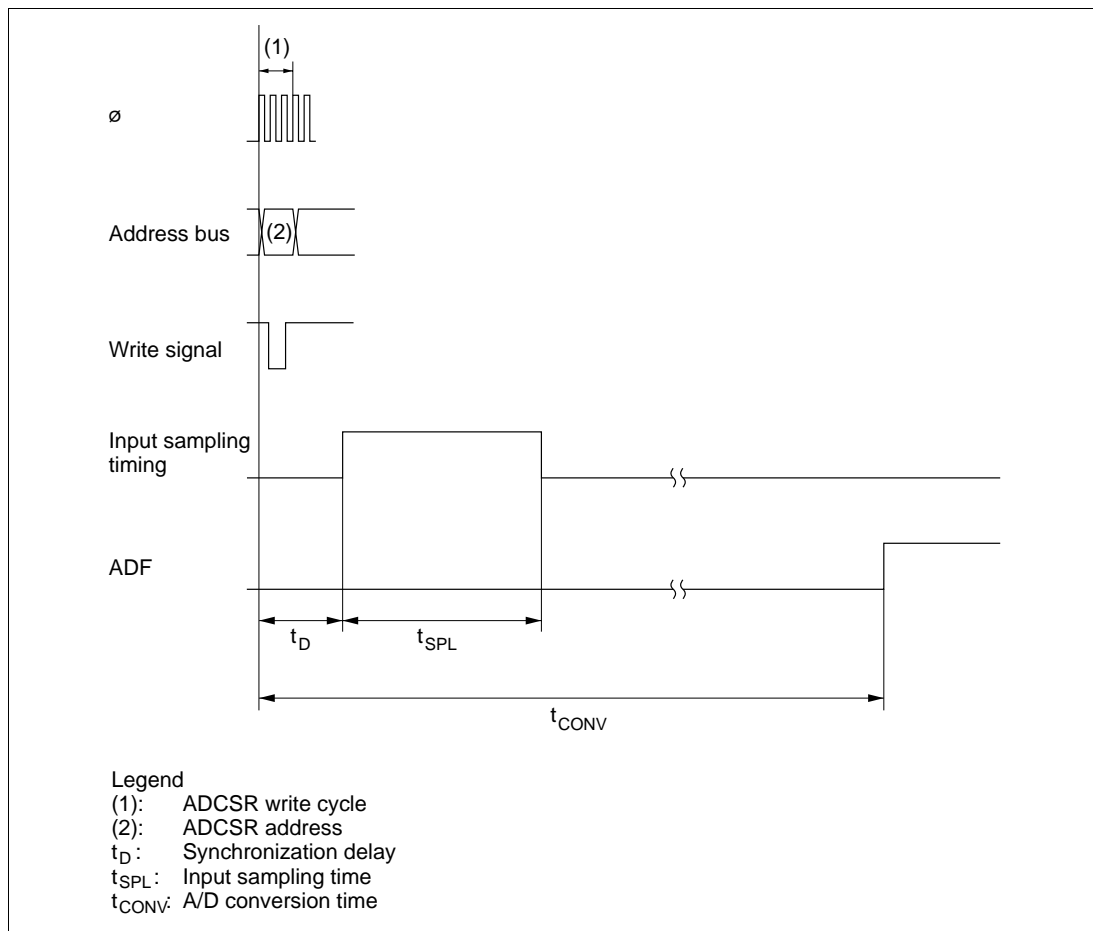 (1)
ø
Address bus
(2)
Write signal
Input sampling
timing
ADF
tD
tSPL
tCONV
Legend
(1): ADCSR write cycle
(2): ADCSR address
tD : Synchronization delay
tSPL : Input sampling time
tCONV: A/D conversion time